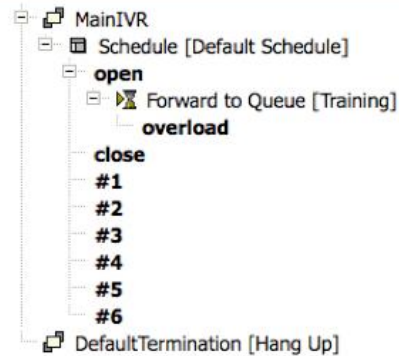 MainIVR
Schedule [Default Schedule]
open
Forward to Queue [Training]
overload
close
#1
#2
#3
#4
#5
#6
DefaultTermination [Hang Up]